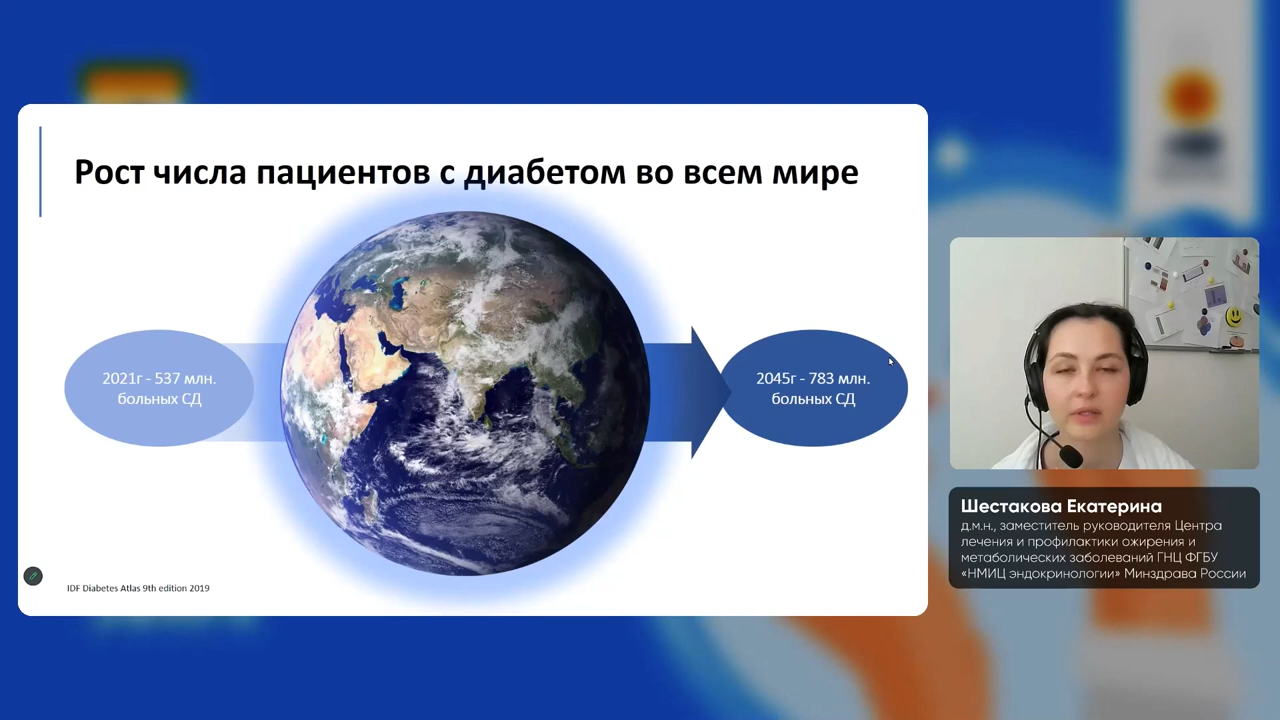 Рост числа пациентов с диабетом во всем мире
2021г - 537 млн.
больных СД
2045г - 783 млн.
больных СД
IDF Diabetes Atlas 9th edition 2019
Шестакова Екатерина
д.м.н., заместитель руководителя Центра
лечения и профилактики ожирения и
метаболических заболеваний ГНЦ ФГБУ
«НМИЦ эндокринологии» Минздрава России